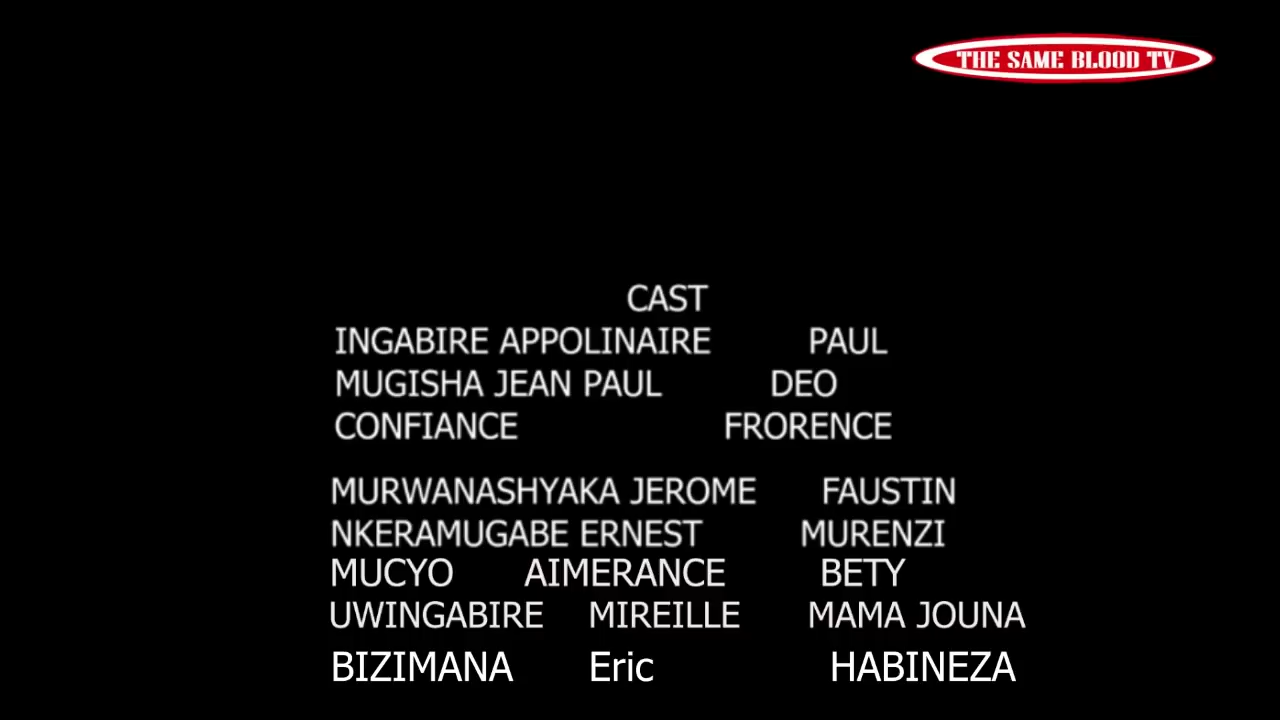 THE SAME BLOOD TV
CAST
INGABIRE APPOLINAIRE PAUL
MUGISHA JEAN PAUL DEO
CONFIANCE FRORENCE
MURWANASHYAKA JEROME FAUSTIN
NKERAMUGABE ERNEST MURENZI
MUCYO AIMERANCE BETY
UWINGABIRE MIREILLE MAMA JOUNA
BIZIMANA Eric HABINEZA